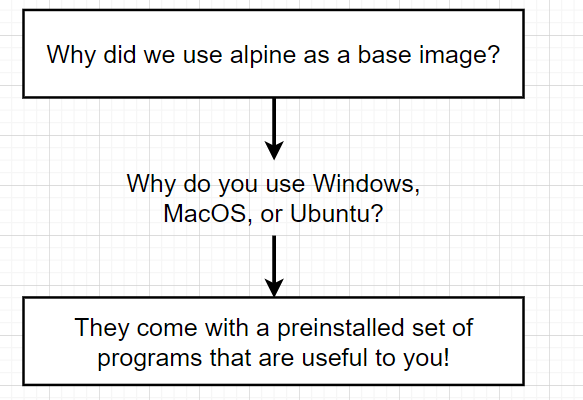 Why did we use alpine as a base image?
Why do you use Windows,
MacOS, or Ubuntu?
They come with a preinstalled set of
programs that are useful to you!